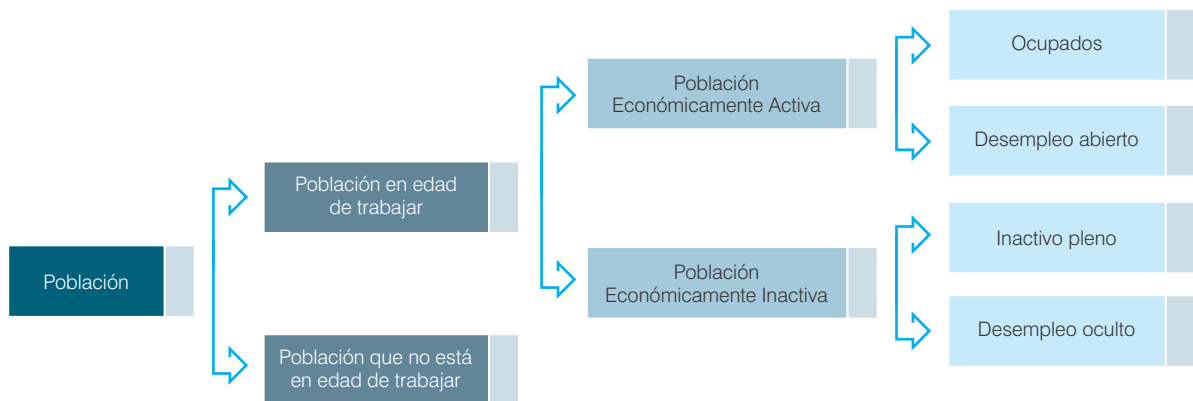 Población
Población en edad
de trabajar
Población que no está
en edad de trabajar
Población
Económicamente Activa
Población
Económicamente Inactiva
Ocupados
Desempleo abierto
Inactivo pleno
Desempleo oculto